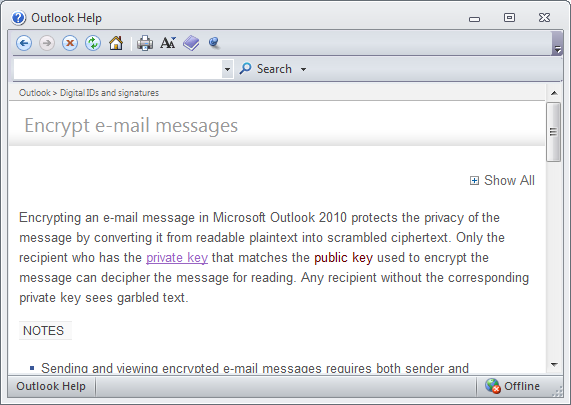 Outlook Help
Search
Outlook > Digital IDs and signatures
Encrypt e-mail messages
Show All
Encrypting an e-mail message in Microsoft Outlook 2010 protects the privacy of the
message by converting it from readable plaintext into scrambled ciphertext. Only the
recipient who has the private key that matches the public key used to encrypt the
message can decipher the message for reading. Any recipient without the corresponding
private key sees garbled text.
NOTES
Sending and viewing encrypted e-mail messages requires both sender and
Outlook Help
Offline